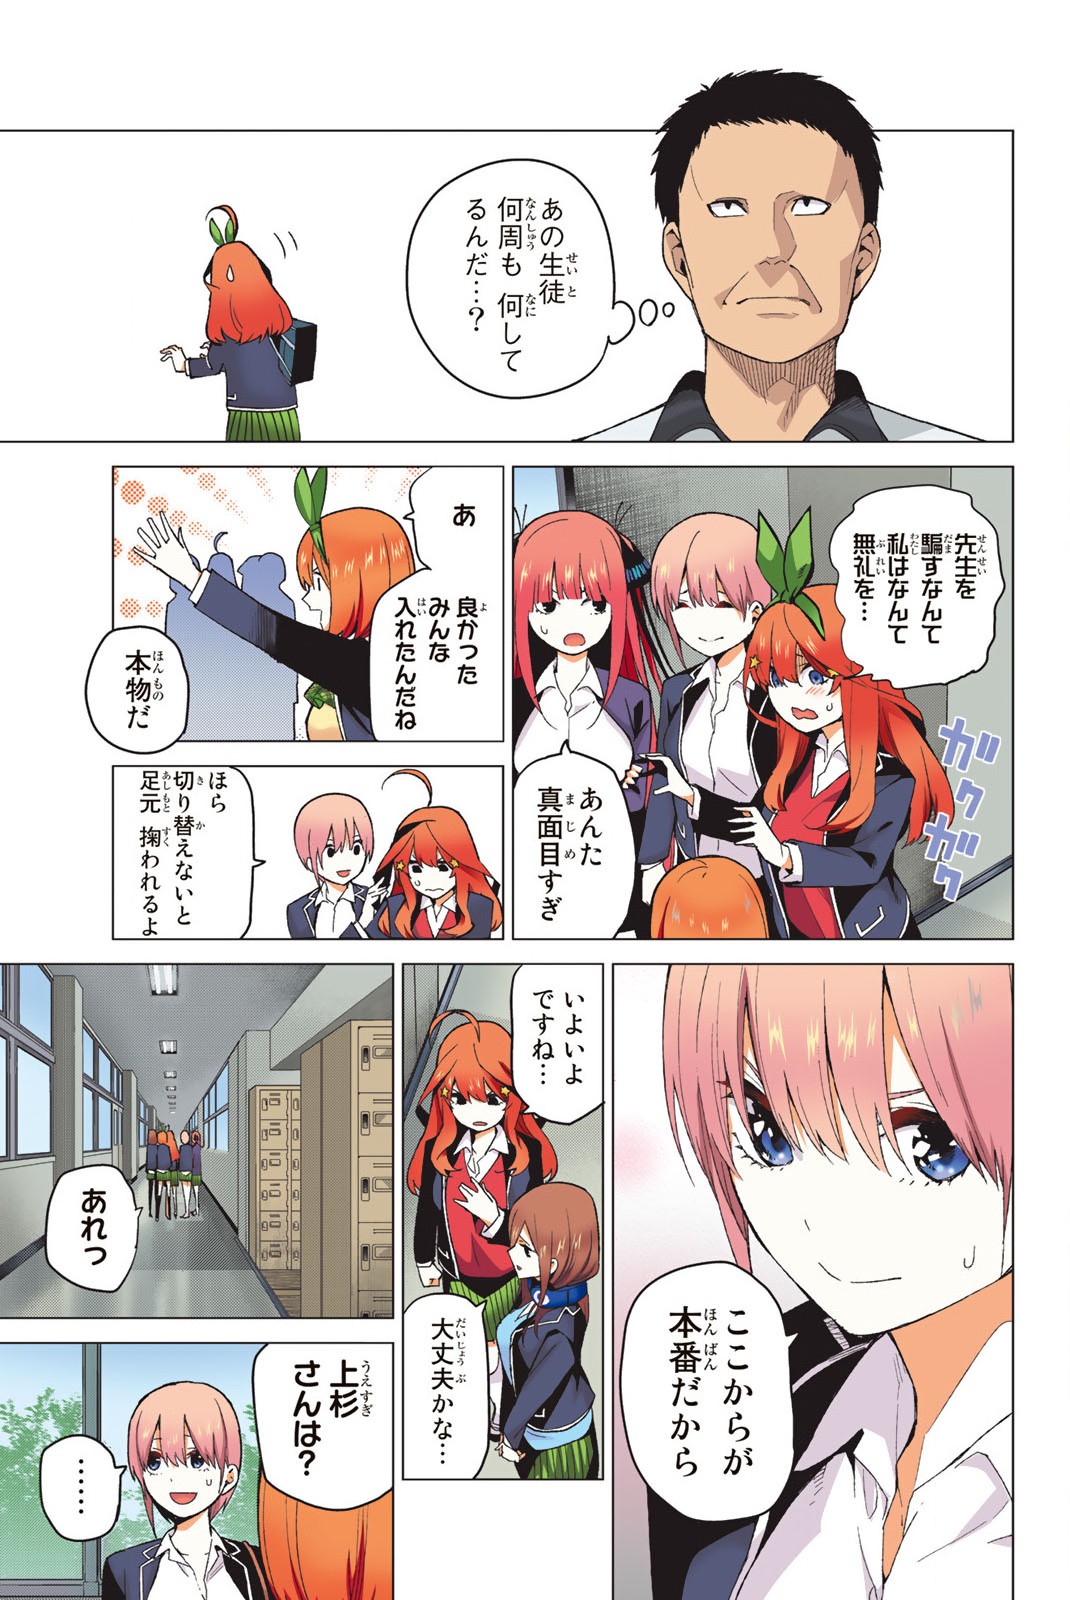 あの生徒
何周も 何して
るんだ…?
先生を
騙すなんて
私はなんて
無礼を…
ガクガク
あんた
真面目すぎ
あ
良かった
みんな
入れたんだね
本物だ
ほら
切り替えないと
足元 掬われるよ
ここからが
本番だから
いよいよ
ですね…
大丈夫かな…
あれっ
上杉
さんは?
……